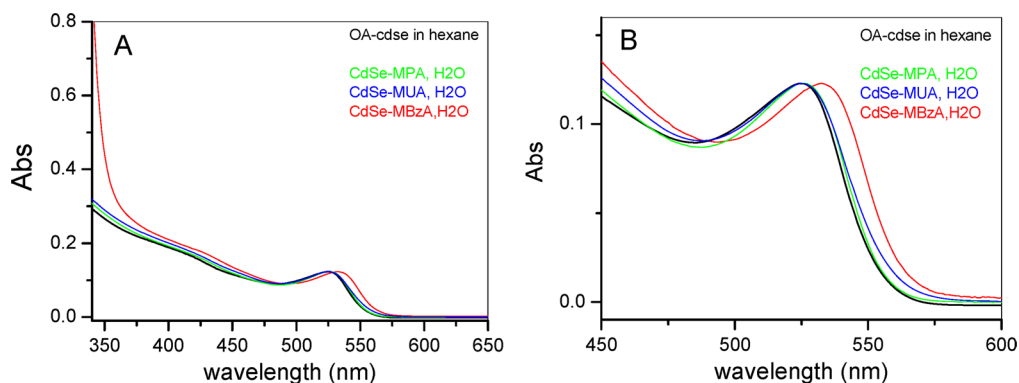 A
OA-cdse in hexane
CdSe-MPA, H2O
CdSe-MUA, H2O
CdSe-MBzA,H2O
Abs
0.8
0.6
0.4
0.2
0.0
350 400 450 500 550 600 650
wavelength (nm)
B
OA-cdse in hexane
CdSe-MPA, H2O
CdSe-MUA, H2O
CdSe-MBzA,H2O
Abs
0.1
0.0
450 500 550 600
wavelength (nm)